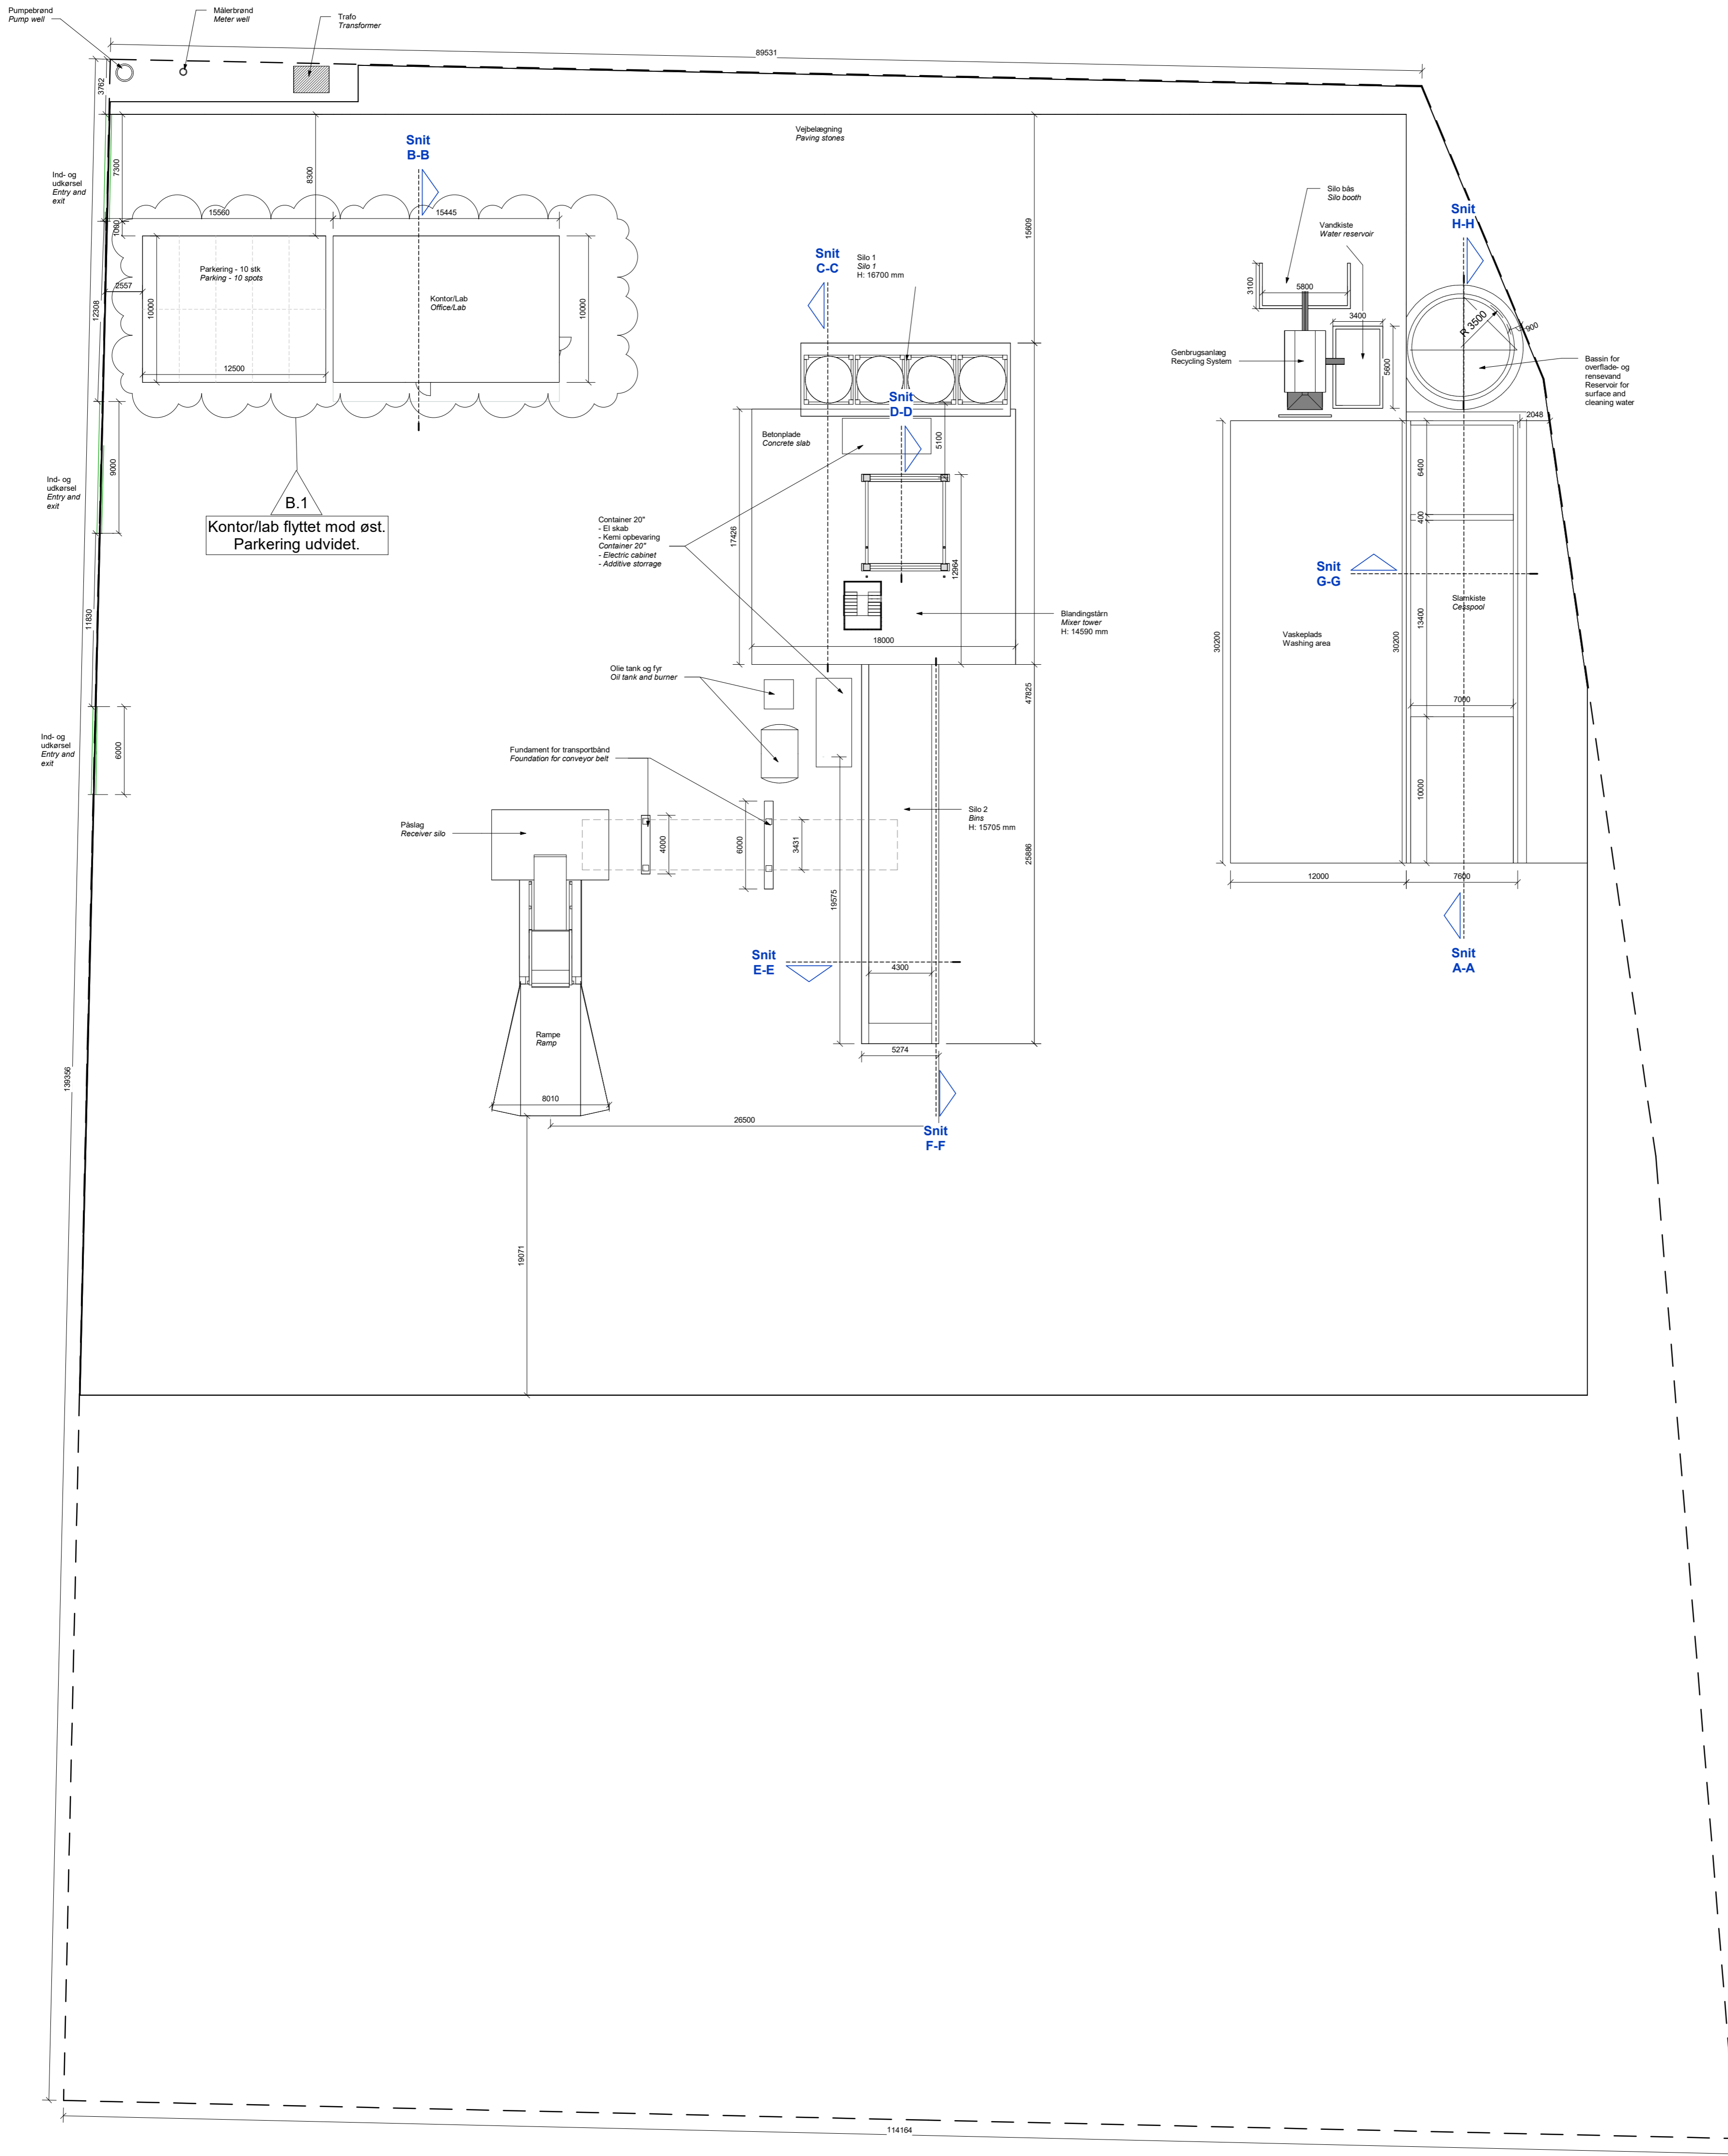 Pumpebrønd
Pump well
Målerbrønd
Meter well
Trafo
Transformer
89531
3762
Vejbelægning
Paving stones
Snit
B-B
7300
8300
Ind- og
udkørsel
Entry and
exit
15609
Silo bås
Silo booth
Snit
H-H
15560
15445
1060
Vandkiste
Water reservoir
Snit
C-C
Silo 1
Silo 1
H: 16700 mm
Parkering - 10 stk
Parking - 10 spots
2557
10000
12308
Kontor/Lab
Office/Lab
10000
3100
5800
3400
R 3500
900
Genbrugsanlæg
Recycling System
5600
Bassin for
overflade- og
rensevand
Reservoir for
surface and
cleaning water
12500
Snit
D-D
2048
Betonplade
Concrete slab
5100
9000
Ind- og
udkørsel
Entry and
exit
6400
B.1
Kontor/lab flyttet mod øst.
Parkering udvidet.
Container 20"
- El skab
- Kemi opbevaring
Container 20"
- Electric cabinet
- Additive storrage
17426
400
12964
Snit
G-G
Slamkiste
Cesspool
11830
Blandingstårn
Mixer tower
H: 14590 mm
13400
Vaskeplads
Washing area
30200
30200
18000
Olie tank og fyr
Oil tank and burner
47825
7000
Ind- og
udkørsel
Entry and
exit
6000
Fundament for transportbånd
Foundation for conveyor belt
10000
Påslag
Receiver silo
Silo 2
Bins
H: 15705 mm
4000
6000
3431
25886
12000
7600
19575
Snit
E-E
4300
Snit
A-A
Rampe
Ramp
5274
139356
8010
26500
Snit
F-F
19071
114164